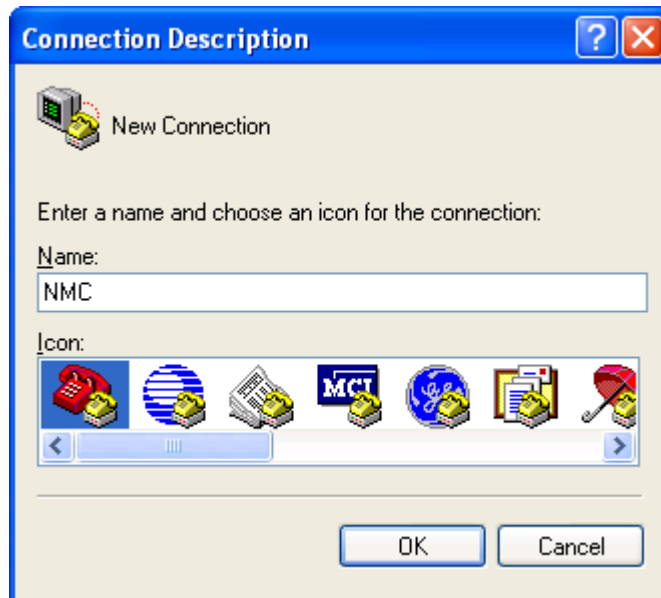 Connection Description
New Connection
Enter a name and choose an icon for the connection:
Name:
NMC
Icon:
MCI
OK Cancel